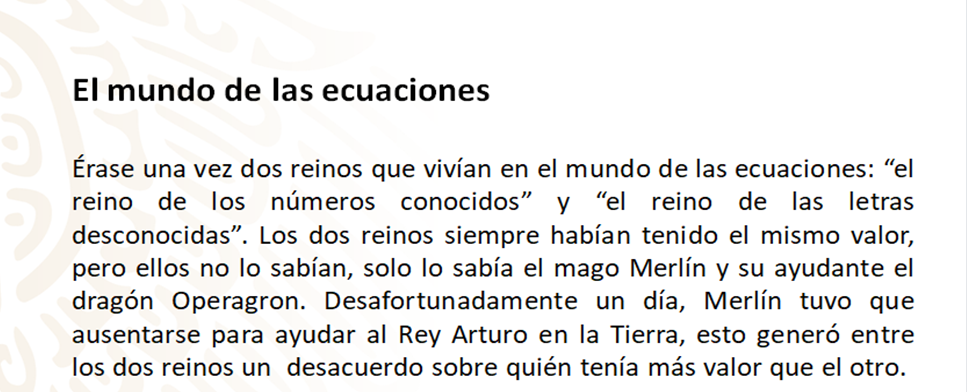 El mundo de las ecuaciones
Érase una vez dos reinos que vivían en el mundo de las ecuaciones: “el
reino de los números conocidos” y “el reino de las letras
desconocidas”. Los dos reinos siempre habían tenido el mismo valor,
pero ellos no lo sabían, solo lo sabía el mago Merlín y su ayudante el
dragón Operagron. Desafortunadamente un día, Merlín tuvo que
ausentarse para ayudar al Rey Arturo en la Tierra, esto generó entre
los dos reinos un  desacuerdo sobre quién tenía más valor que el otro.